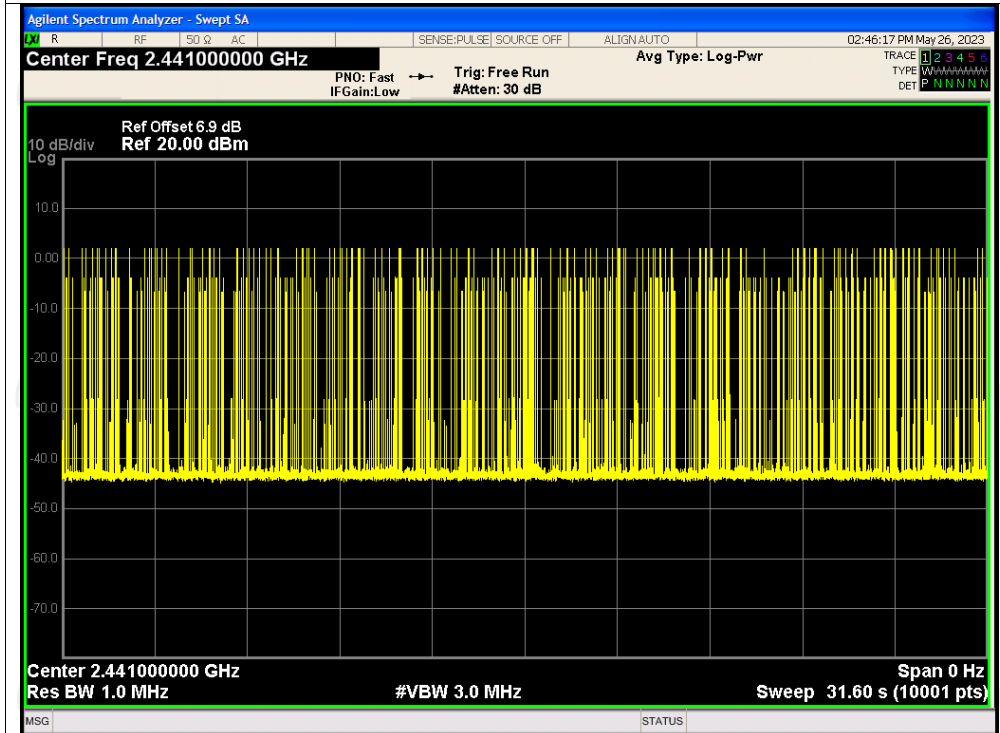 Agilent Spectrum Analyzer - Swept SA
LXI R RF 50 Ω AC SENSE:PULSE SOURCE OFF ALIGN AUTO 02:46:17 PM May 26, 2023
Center Freq 2.441000000 GHz Avg Type: Log-Pwr TRACE 1 2 3 4 5 6
PNO: Fast Trig: Free Run TYPE W
IFGain:Low #Atten: 30 dB DET P N N N N N
Ref Offset 6.9 dB
10 dB/div Ref 20.00 dBm
Log
10.0
0.00
-10.0
-20.0
-30.0
-40.0
-50.0
-60.0
-70.0
Center 2.441000000 GHz Span 0 Hz
Res BW 1.0 MHz #VBW 3.0 MHz Sweep 31.60 s (10001 pts)
MSG STATUS